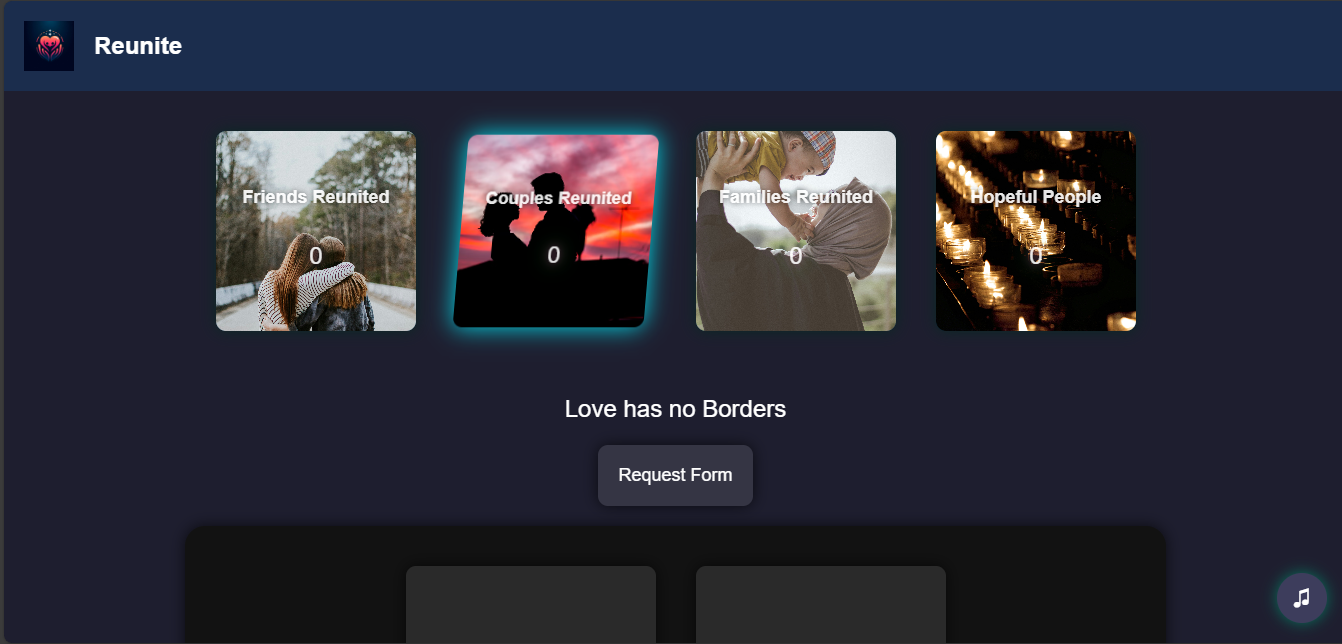 Reunite
Friends Reunited
0
Couples Reunited
0
Families Reunited
0
Hopeful People
0
Love has no Borders
Request Form